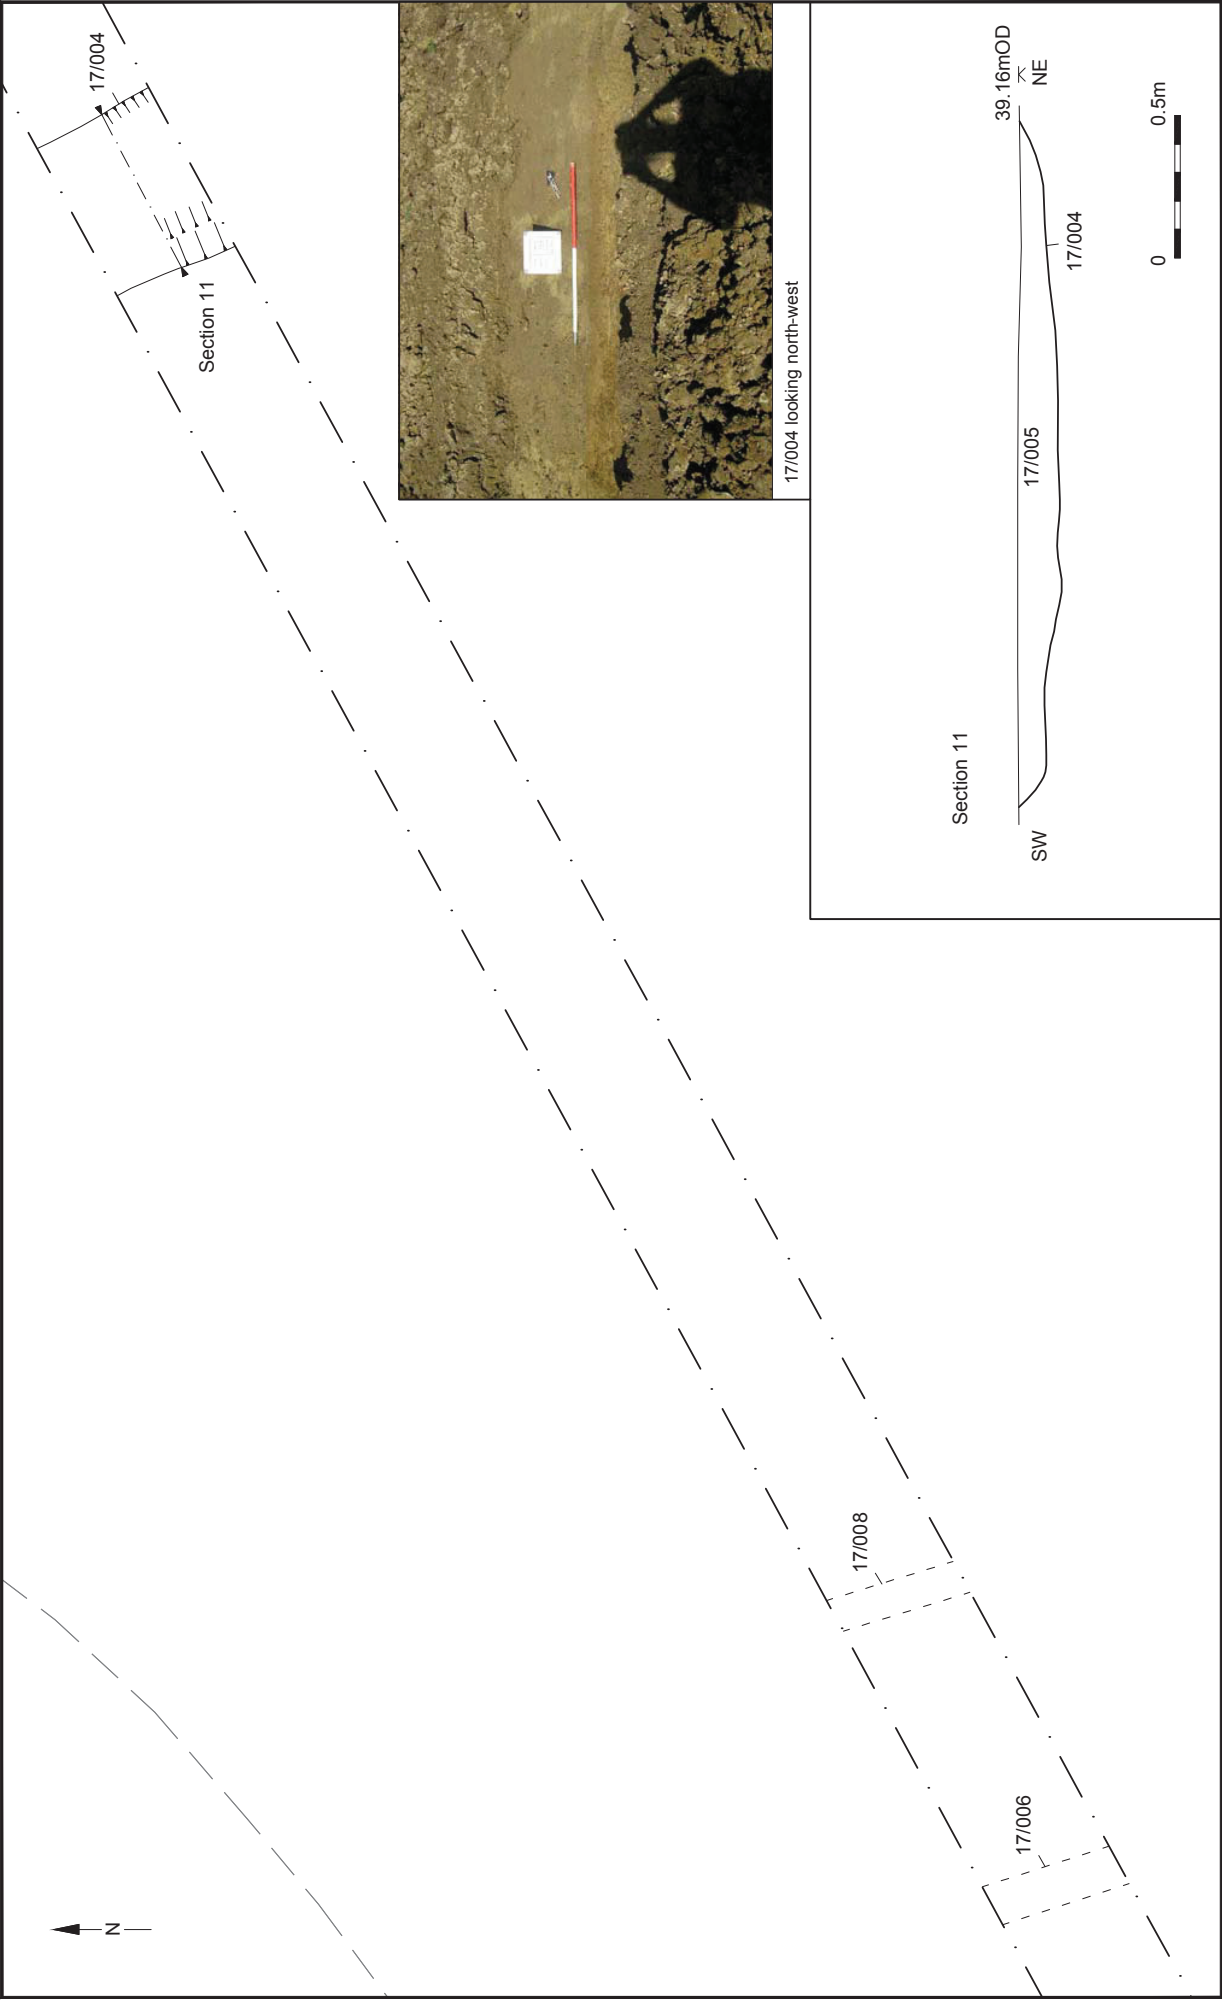 17/004
Section 11
17/004 looking north-west
17/008
17/006
N
Section 11
SW
39.16mOD
NE
17/005
17/004
0
0.5m